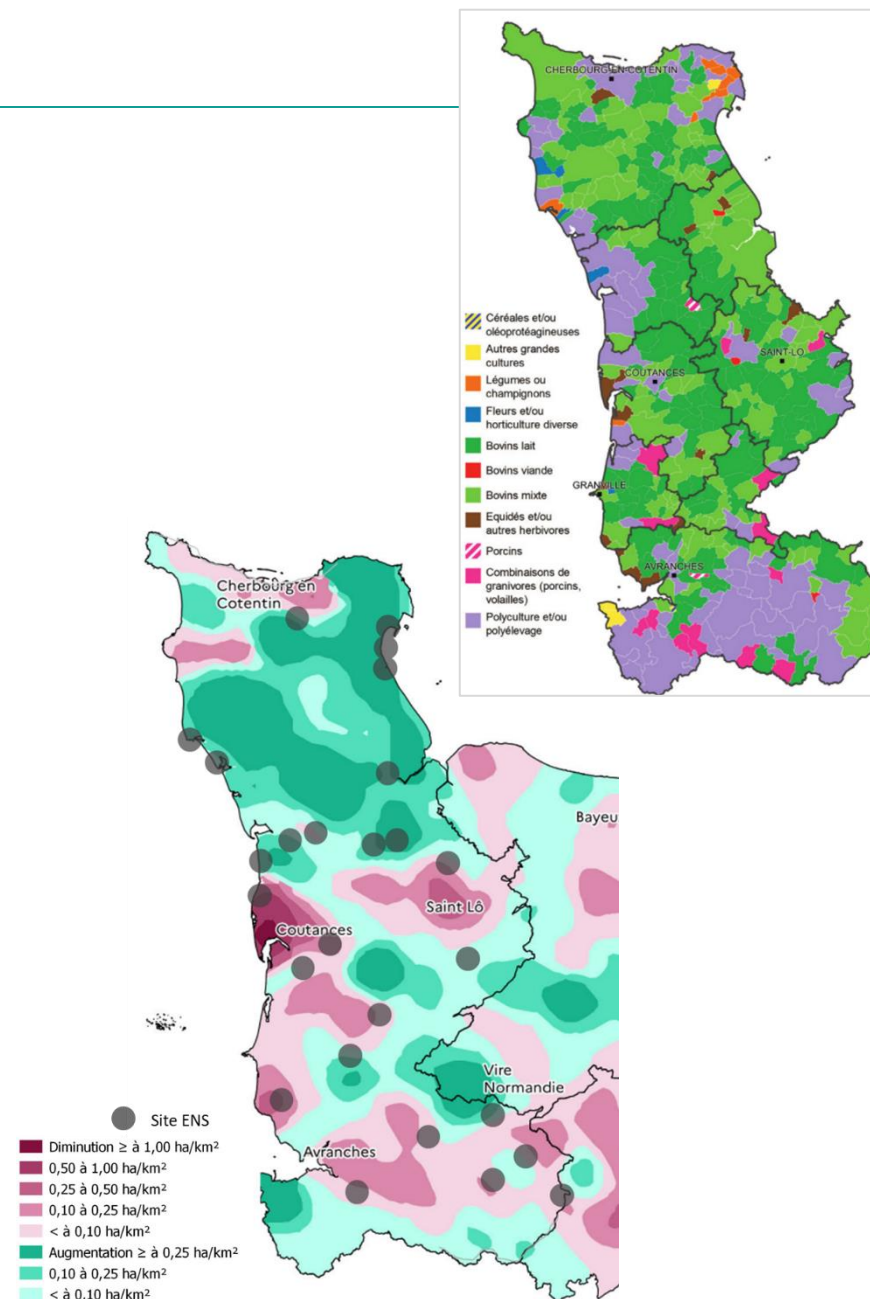 CHERBOURG-EN-COTENTIN
SAINT-LO
COUTANCES
GRANVILLE
AVRANCHES
Céréales et/ou
oléoprotéagineuses
Autres grandes
cultures
Légumes ou
champignons
Fleurs et/ou
horticulture diverse
Bovins lait
Bovins viande
Bovins mixte
Equidés et/ou
autres herbivores
Porcins
Combinaisons de
granivores (porcins,
volailles)
Polyculture et/ou
polyélevage
Cherbourg en
Cotentin
Bayeu
Saint Lô
Coutances
Vire
Normandie
Avranches
Site ENS
Diminution ≥ à 1,00 ha/km²
0,50 à 1,00 ha/km²
0,25 à 0,50 ha/km²
0,10 à 0,25 ha/km²
< à 0,10 ha/km²
Augmentation ≥ à 0,25 ha/km²
0,10 à 0,25 ha/km²
< à 0,10 ha/km²